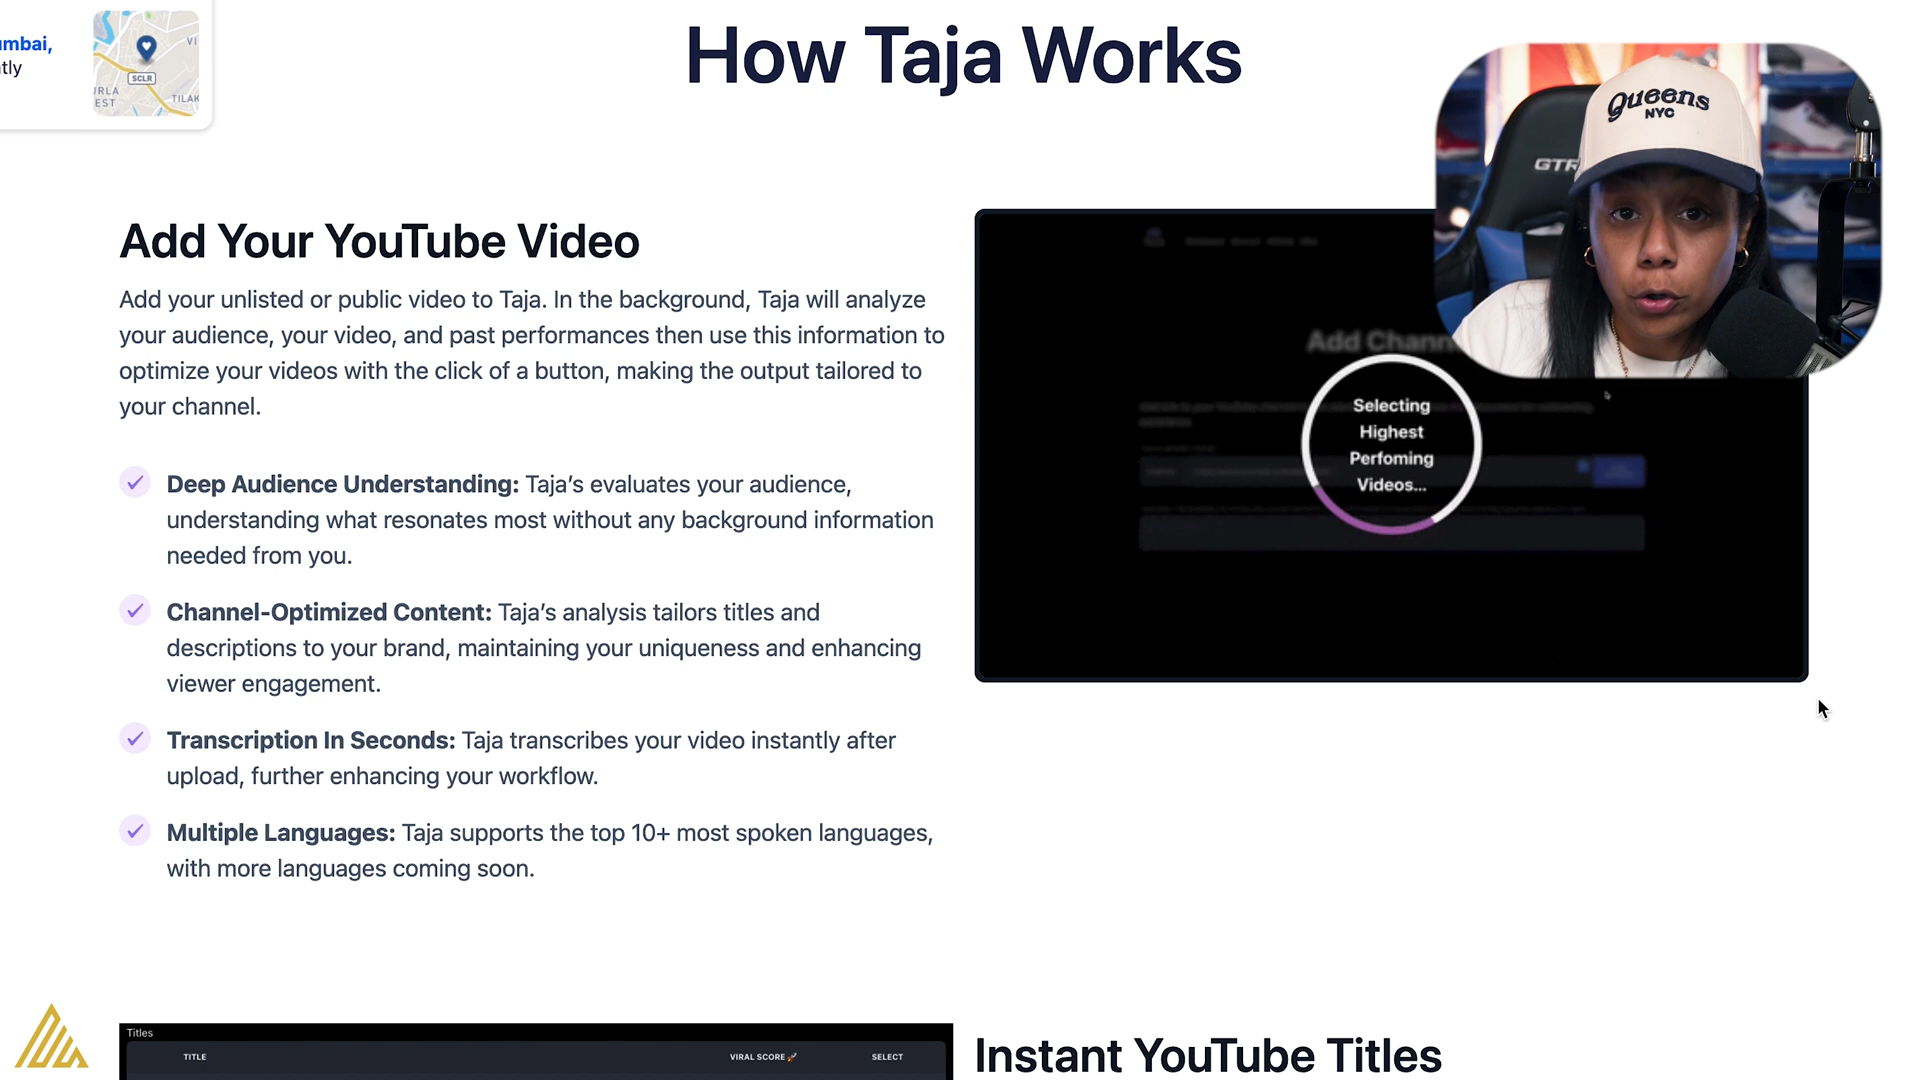 umbai,
tly
VI
SCLR
URLA
EST
TILAK
How Taja Works
Queens
NYC
GTR
Add Your YouTube Video
Add your unlisted or public video to Taja. In the background, Taja will analyze
your audience, your video, and past performances then use this information to
optimize your videos with the click of a button, making the output tailored to
your channel.
Deep Audience Understanding: Taja’s evaluates your audience,
understanding what resonates most without any background information
needed from you.
Channel-Optimized Content: Taja’s analysis tailors titles and
descriptions to your brand, maintaining your uniqueness and enhancing
viewer engagement.
Transcription In Seconds: Taja transcribes your video instantly after
upload, further enhancing your workflow.
Multiple Languages: Taja supports the top 10+ most spoken languages,
with more languages coming soon.
Add Chann
Selecting
Highest
Perfoming
Videos...
Titles
TITLE
VIRAL SCORE 🚀
SELECT
Instant YouTube Titles